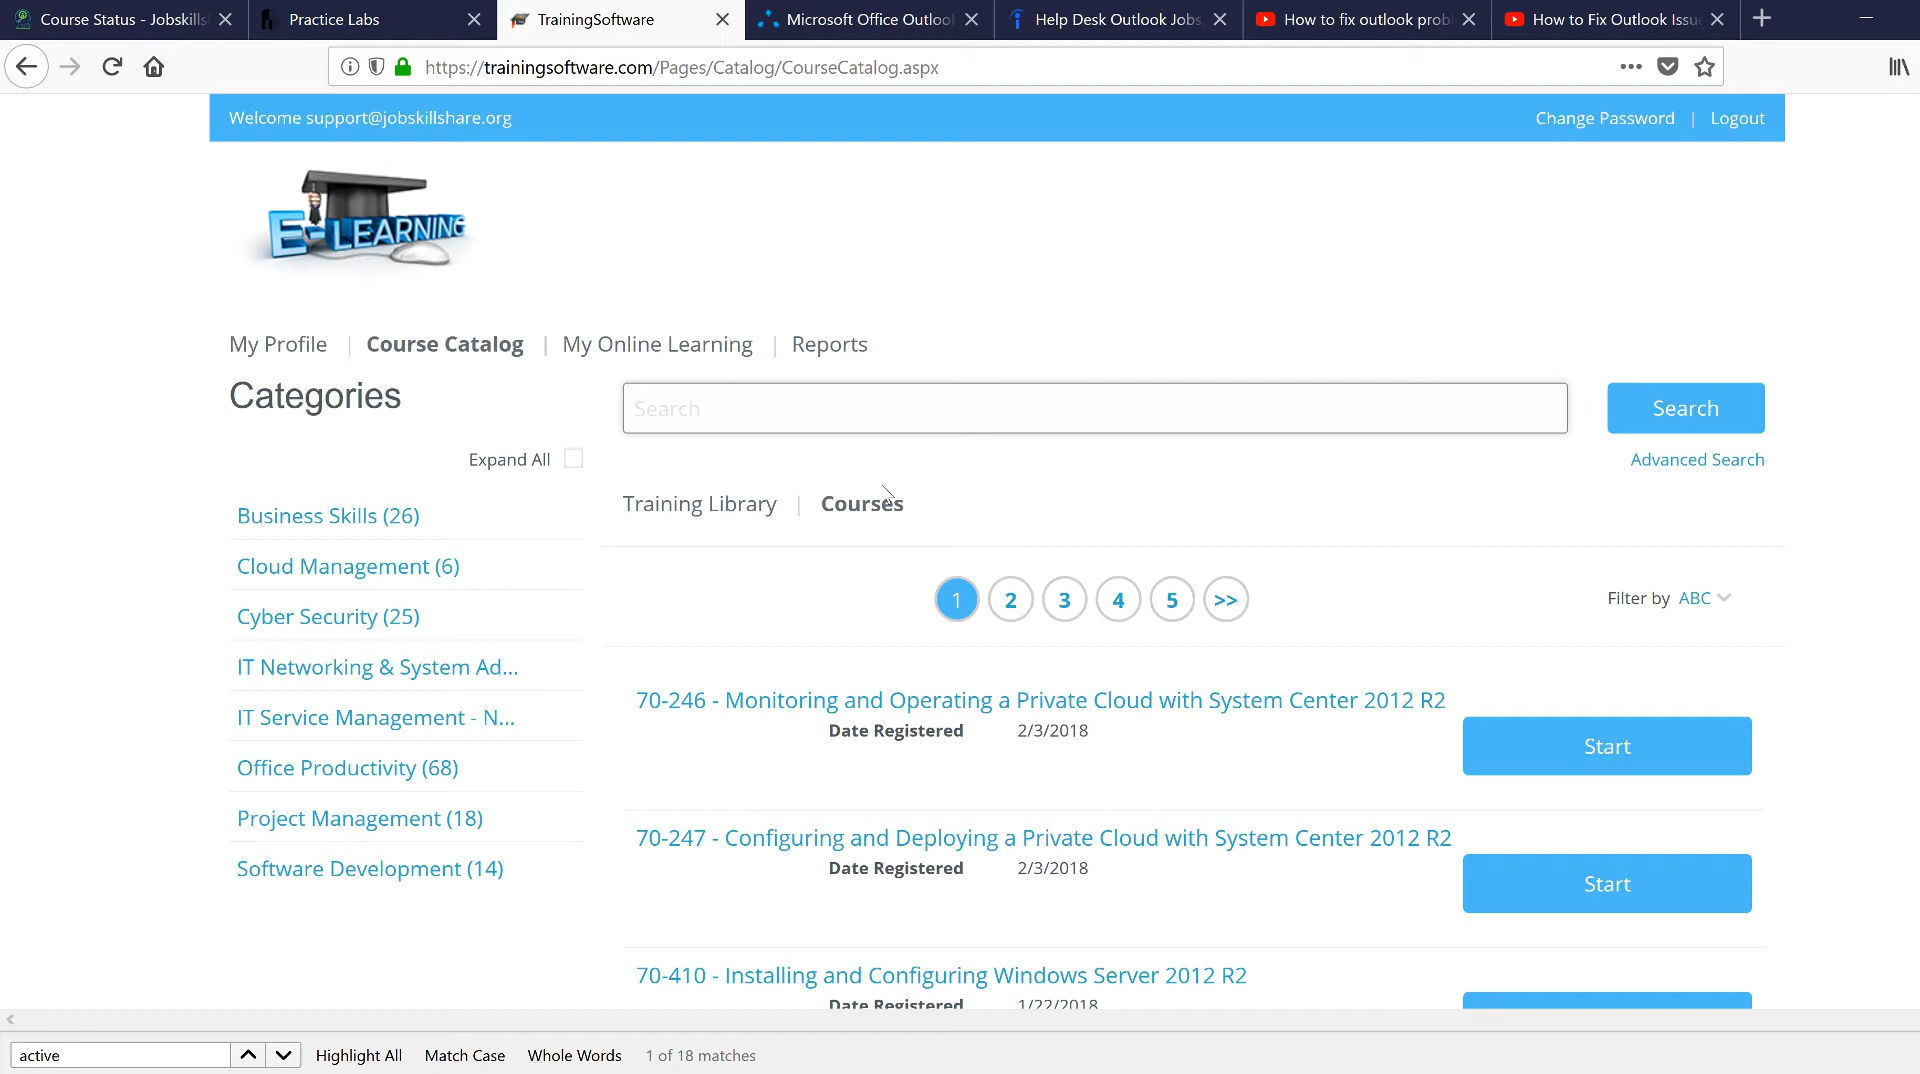 Course Status - Jobskills
Practice Labs
TrainingSoftware
Microsoft Office Outlook
Help Desk Outlook Jobs,
How to fix outlook prob
How to Fix Outlook Issu
https://trainingsoftware.com/Pages/Catalog/CourseCatalog.aspx
Welcome support@jobskillshare.org
Change Password | Logout
E-LEARNING
My Profile | Course Catalog | My Online Learning | Reports
Categories
Search
Search
Expand All
Advanced Search
Training Library | Courses
Business Skills (26)
Cloud Management (6)
Cyber Security (25)
IT Networking & System Ad...
IT Service Management - N...
Office Productivity (68)
Project Management (18)
Software Development (14)
1 2 3 4 5 >>
Filter by ABC
70-246 - Monitoring and Operating a Private Cloud with System Center 2012 R2
Date Registered 2/3/2018
Start
70-247 - Configuring and Deploying a Private Cloud with System Center 2012 R2
Date Registered 2/3/2018
Start
70-410 - Installing and Configuring Windows Server 2012 R2
Date Registered 1/22/2018
active
Highlight All Match Case Whole Words 1 of 18 matches